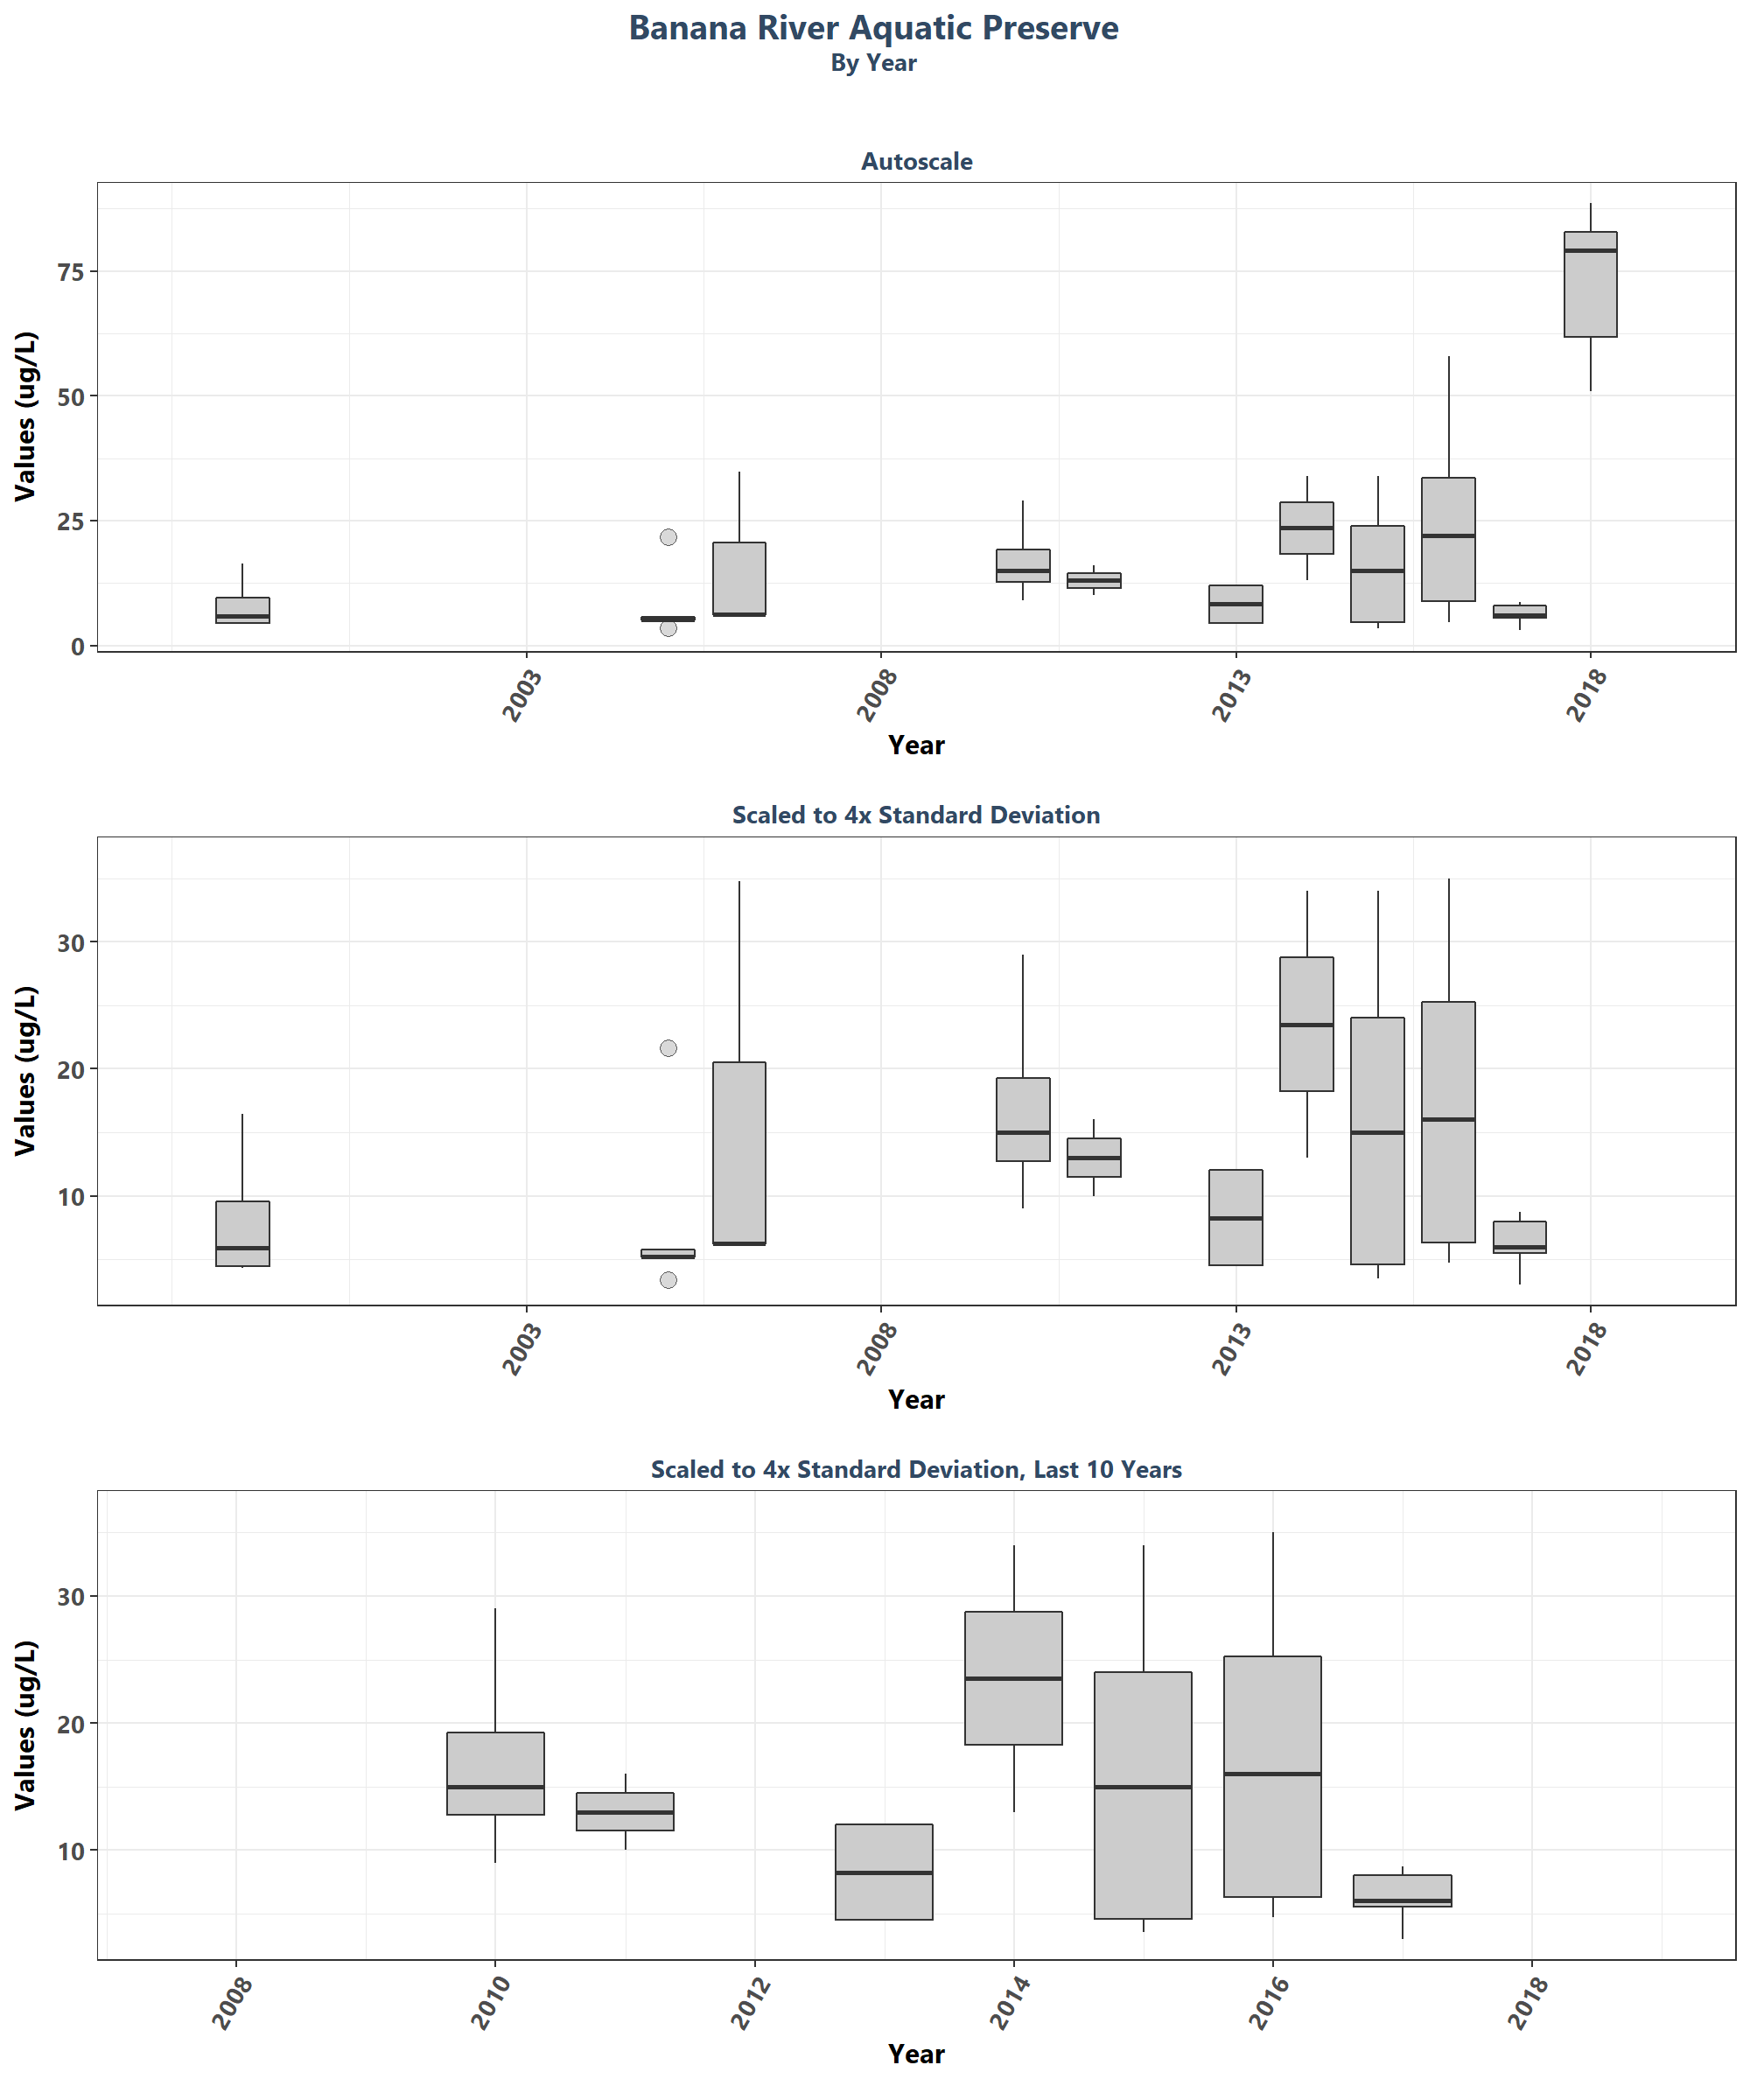 Banana River Aquatic Preserve
By Year
Autoscale
Values (ug/L)
75
50
25
0
2003
2008
2013
2018
Year
Scaled to 4x Standard Deviation
Values (ug/L)
30
20
10
2003
2008
2013
2018
Year
Scaled to 4x Standard Deviation, Last 10 Years
Values (ug/L)
30
20
10
2008
2010
2012
2014
2016
2018
Year